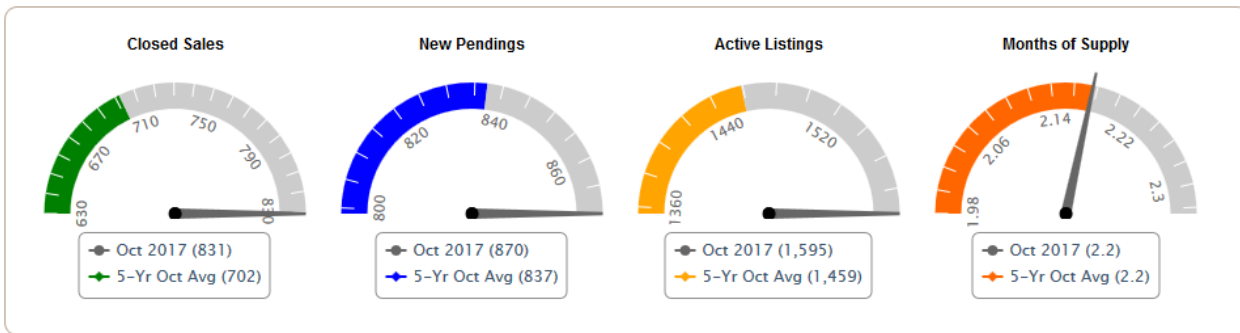 Closed Sales
630
670
710
750
790
830
Oct 2017 (831)
5-Yr Oct Avg (702)
New Pendings
800
820
840
860
Oct 2017 (870)
5-Yr Oct Avg (837)
Active Listings
1360
1440
1520
Oct 2017 (1,595)
5-Yr Oct Avg (1,459)
Months of Supply
1.98
2.06
2.14
2.22
2.3
Oct 2017 (2.2)
5-Yr Oct Avg (2.2)